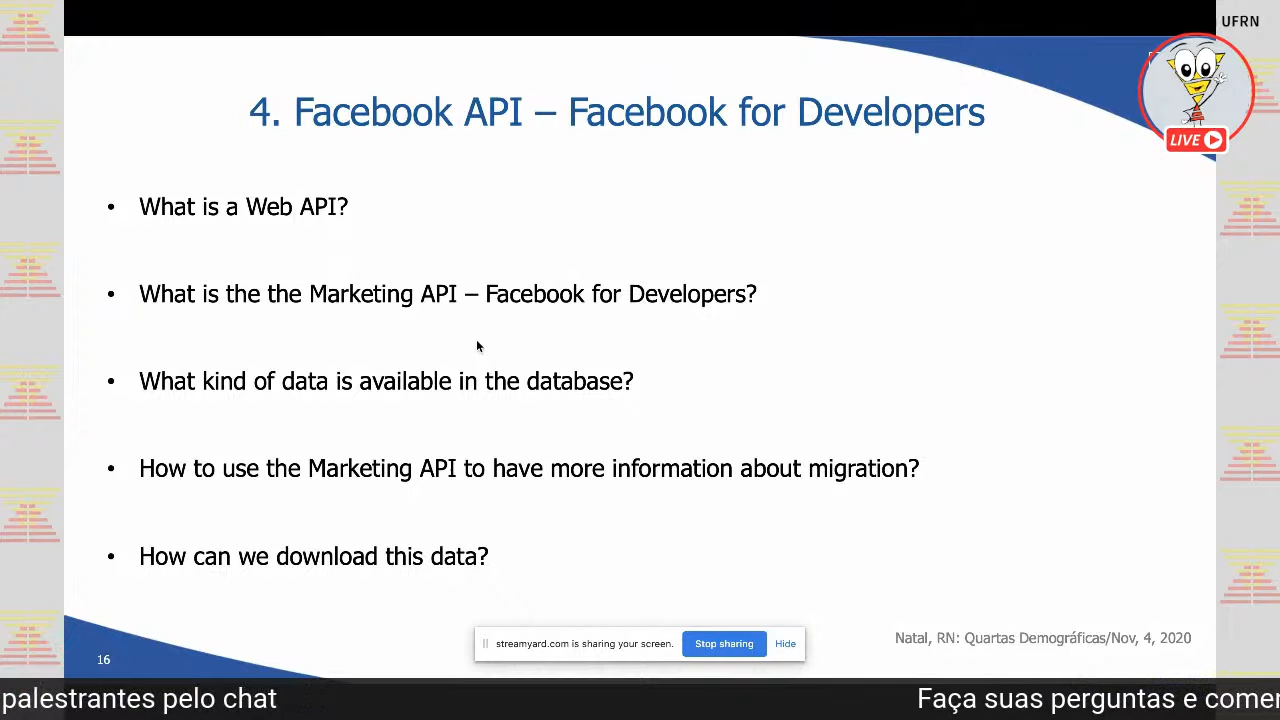 UFRN
LIVE
4. Facebook API – Facebook for Developers
• What is a Web API?
• What is the the Marketing API – Facebook for Developers?
• What kind of data is available in the database?
• How to use the Marketing API to have more information about migration?
• How can we download this data?
Natal, RN: Quartas Demográficas/Nov, 4, 2020
streamyard.com is sharing your screen. Stop sharing Hide
16
palestrantes pelo chat Faça suas perguntas e comen